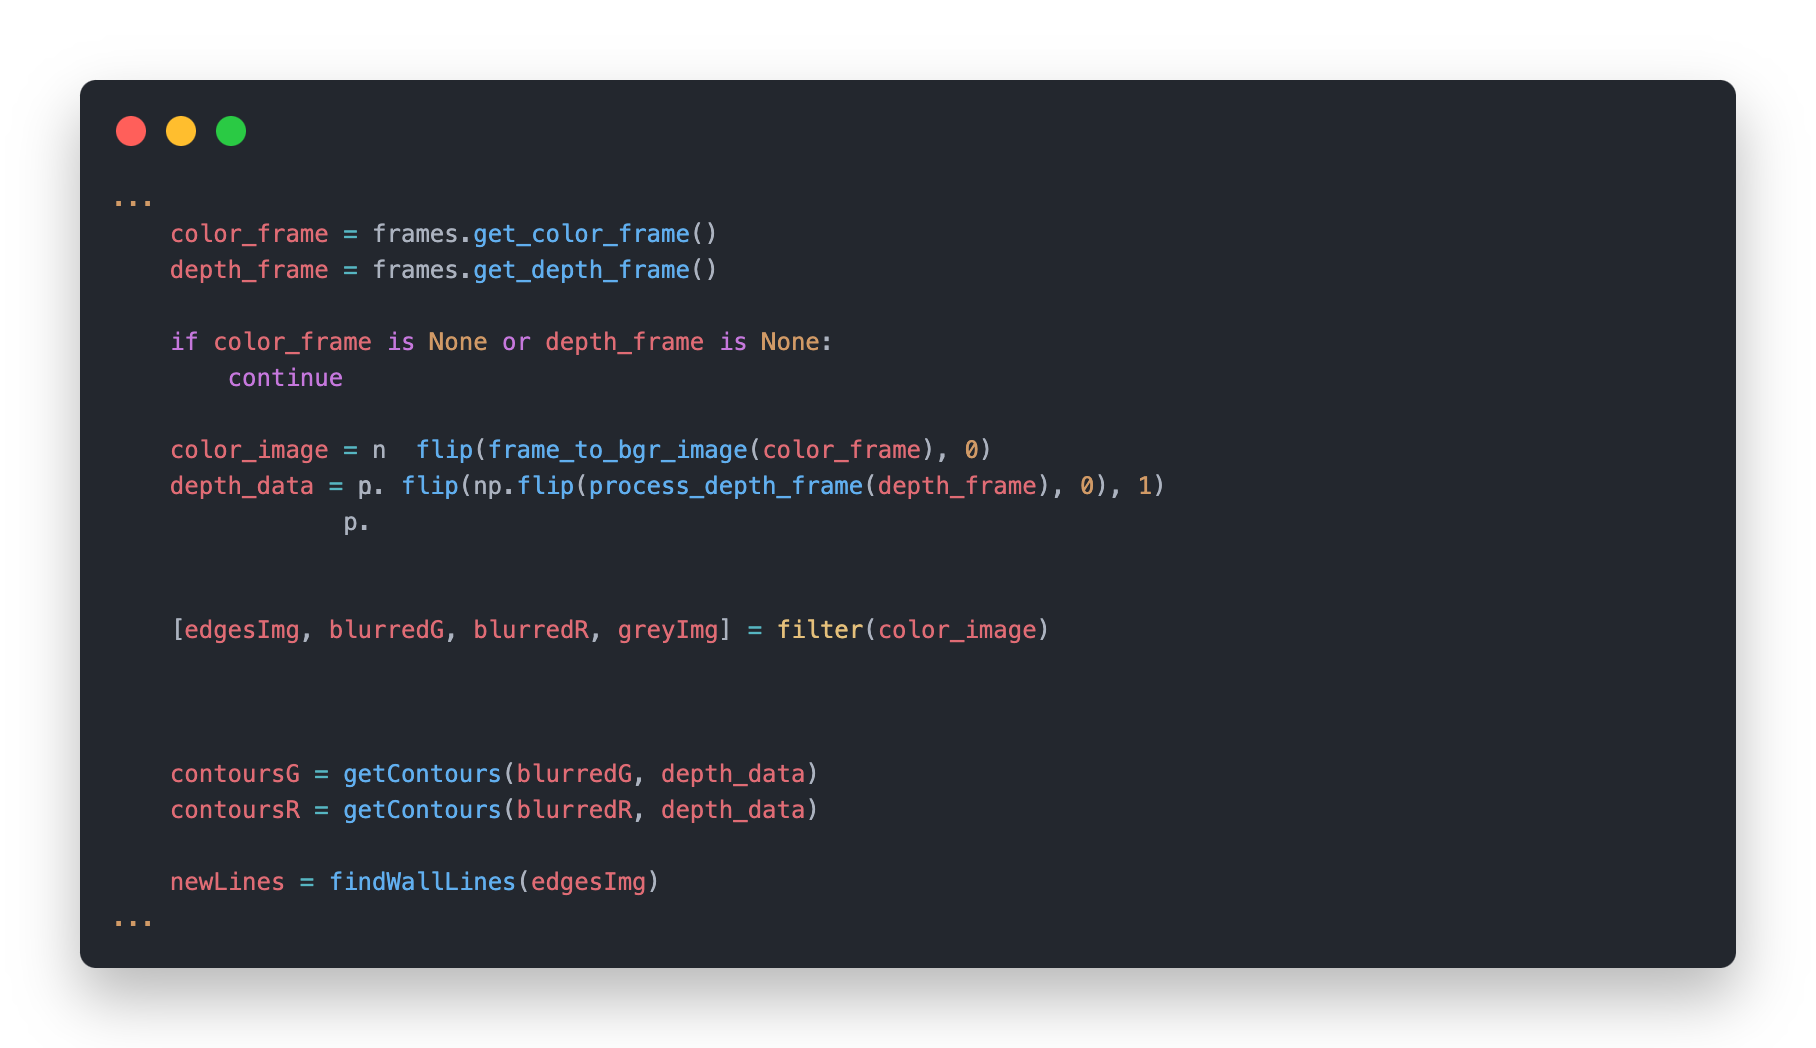 ...
    color_frame = frames.get_color_frame()
    depth_frame = frames.get_depth_frame()
    if color_frame is None or depth_frame is None:
        continue
    color_image = n  flip(frame_to_bgr_image(color_frame), 0)
    depth_data = p. flip(np.flip(process_depth_frame(depth_frame), 0), 1)
                p.
    [edgesImg, blurredG, blurredR, greyImg] = filter(color_image)
    contoursG = getContours(blurredG, depth_data)
    contoursR = getContours(blurredR, depth_data)
    newLines = findWallLines(edgesImg)
...